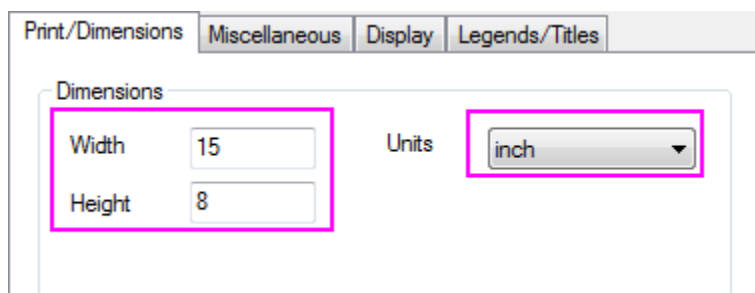 Print/Dimensions Miscellaneous Display Legends/Titles
Dimensions
Width 15 Units inch
Height 8